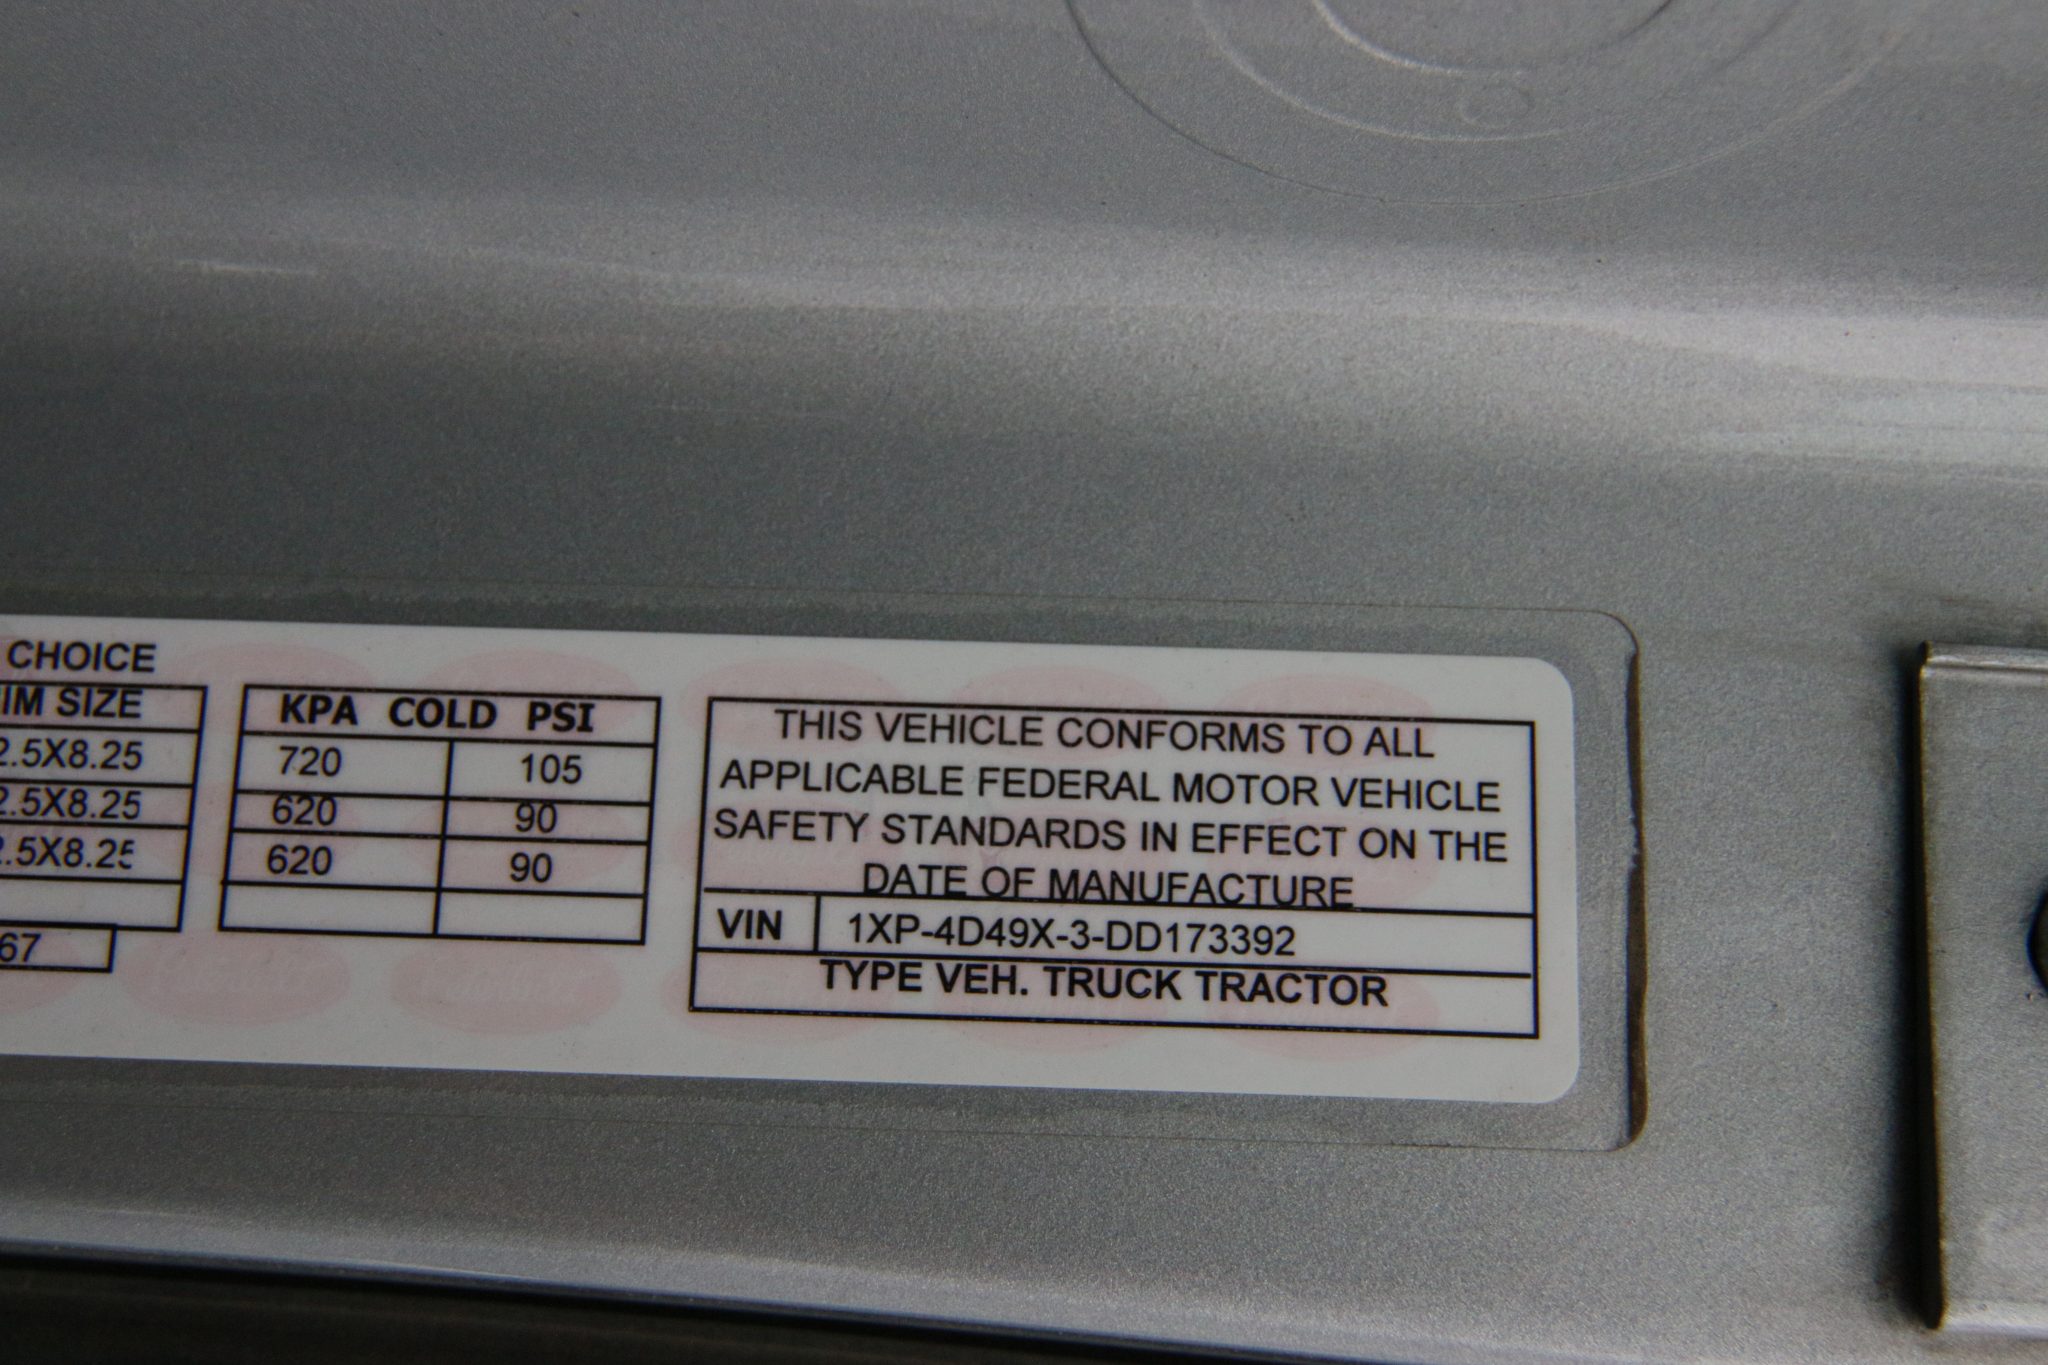 CHOICE
IM SIZE
2.5X8.25
2.5X8.25
2.5X8.25
67
KPA COLD PSI
720 105
620 90
620 90
THIS VEHICLE CONFORMS TO ALL
APPLICABLE FEDERAL MOTOR VEHICLE
SAFETY STANDARDS IN EFFECT ON THE
DATE OF MANUFACTURE
VIN 1XP-4D49X-3-DD173392
TYPE VEH. TRUCK TRACTOR